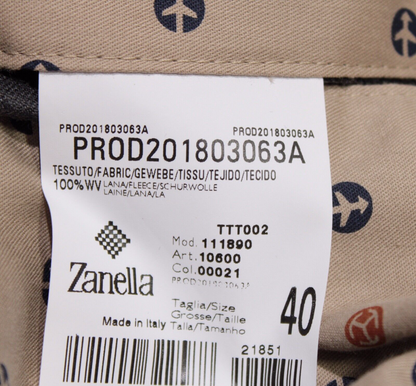 PROD201803063A PROD201803063A
PROD201803063A
TESSUTO/FABRIC/GEWEBE/TISSU/TEJIDO/TECIDO
100%WV LANA/FLEECE/SCHURWOLLE
LAINE/LANA/LA
TTT002
Mod. 111890
Art. 10600
Col. 00021
Zanella
Taglia/Size
Grosse/Taille
Talla/Tamanho
40
Made in Italy
21851